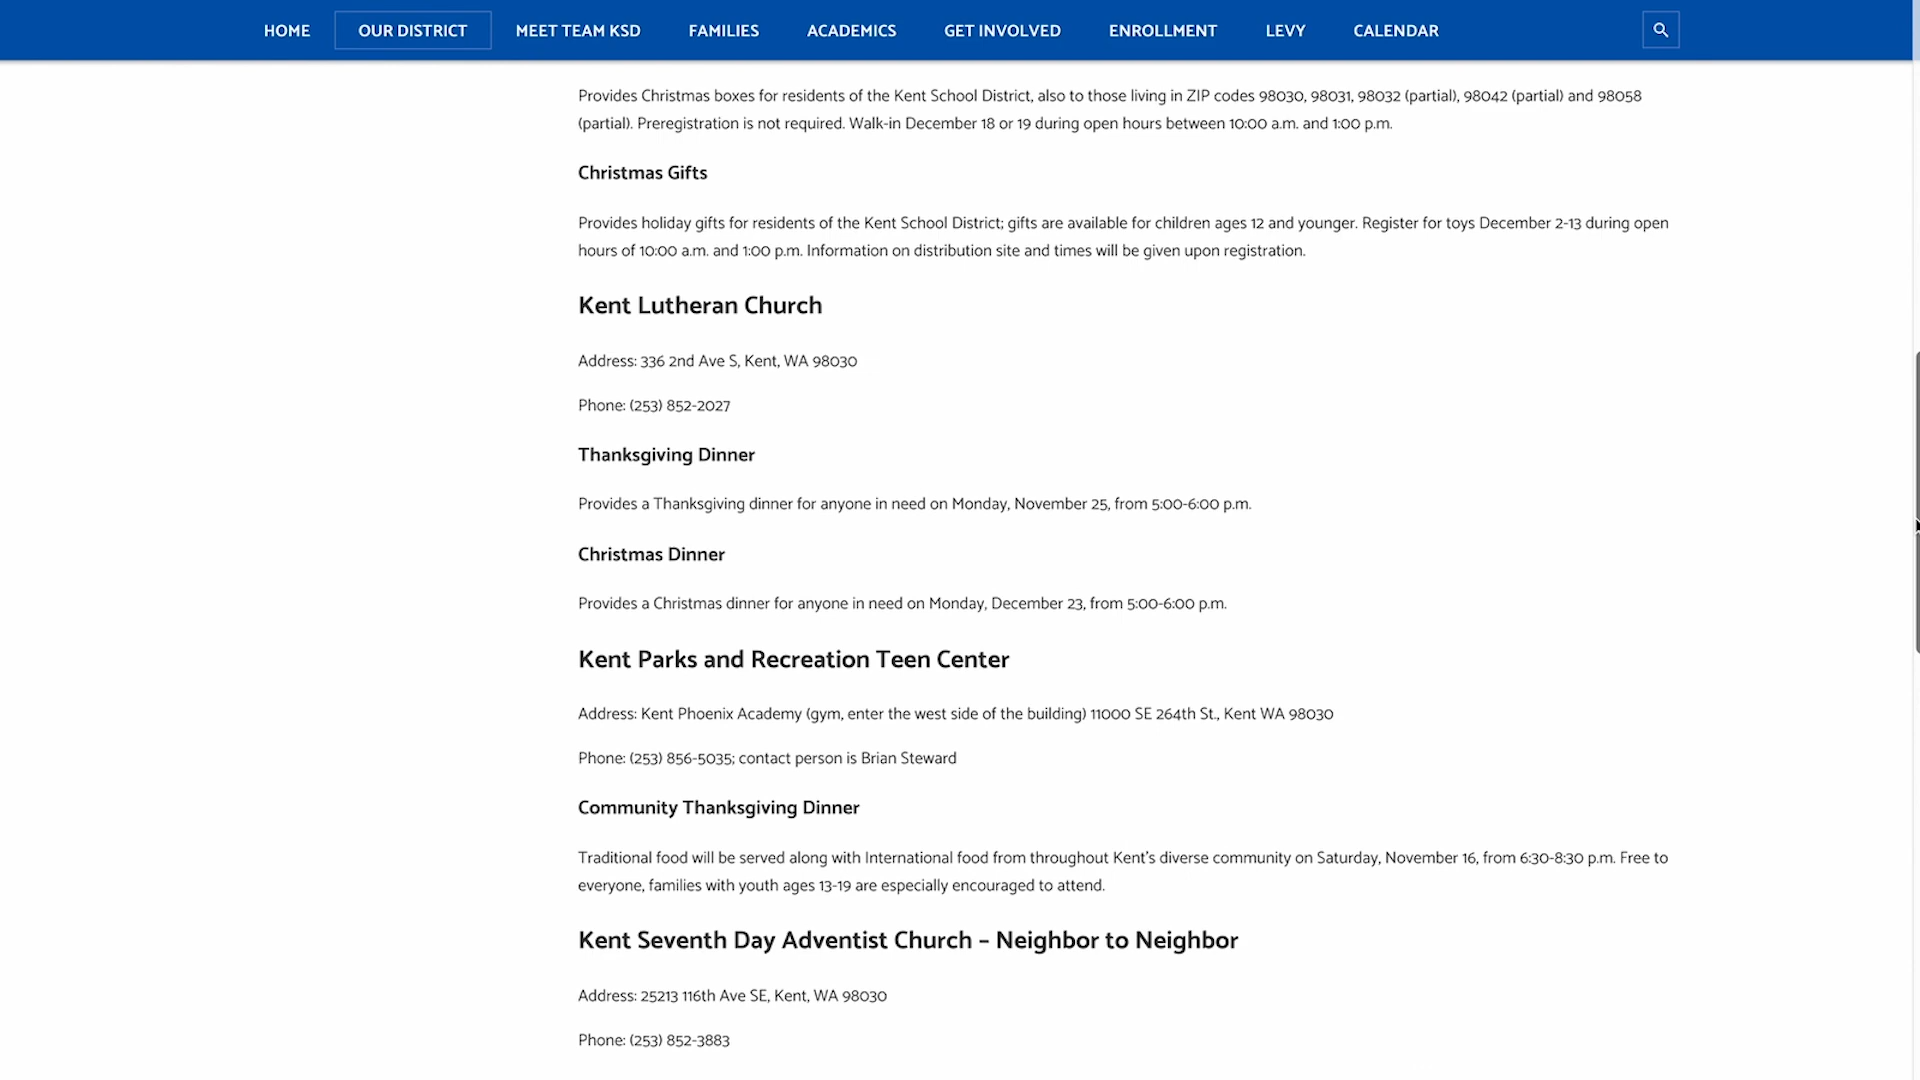 HOME OUR DISTRICT MEET TEAM KSD FAMILIES ACADEMICS GET INVOLVED ENROLLMENT LEVY CALENDAR
Provides Christmas boxes for residents of the Kent School District, also to those living in ZIP codes 98030, 98031, 98032 (partial), 98042 (partial) and 98058
(partial). Preregistration is not required. Walk-in December 18 or 19 during open hours between 10:00 a.m. and 1:00 p.m.
Christmas Gifts
Provides holiday gifts for residents of the Kent School District; gifts are available for children ages 12 and younger. Register for toys December 2-13 during open
hours of 10:00 a.m. and 1:00 p.m. Information on distribution site and times will be given upon registration.
Kent Lutheran Church
Address: 336 2nd Ave S, Kent, WA 98030
Phone: (253) 852-2027
Thanksgiving Dinner
Provides a Thanksgiving dinner for anyone in need on Monday, November 25, from 5:00-6:00 p.m.
Christmas Dinner
Provides a Christmas dinner for anyone in need on Monday, December 23, from 5:00-6:00 p.m.
Kent Parks and Recreation Teen Center
Address: Kent Phoenix Academy (gym, enter the west side of the building) 11000 SE 264th St., Kent WA 98030
Phone: (253) 856-5035; contact person is Brian Steward
Community Thanksgiving Dinner
Traditional food will be served along with International food from throughout Kent's diverse community on Saturday, November 16, from 6:30-8:30 p.m. Free to
everyone, families with youth ages 13-19 are especially encouraged to attend.
Kent Seventh Day Adventist Church – Neighbor to Neighbor
Address: 25213 116th Ave SE, Kent, WA 98030
Phone: (253) 852-3883